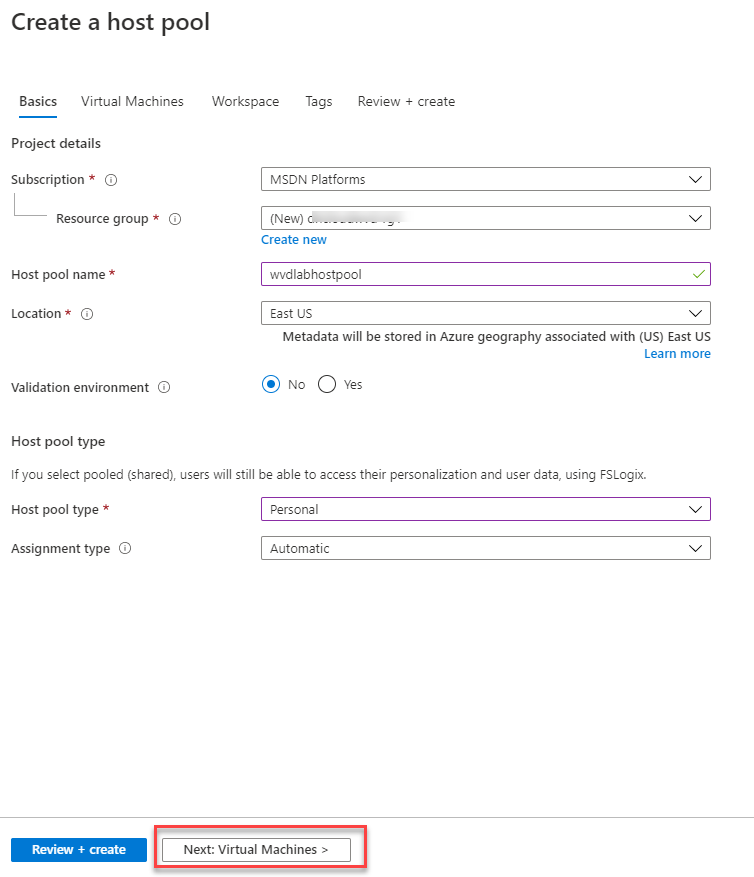 Create a host pool
Basics Virtual Machines Workspace Tags Review + create
Project details
Subscription * MSDN Platforms
Resource group * (New)
Create new
Host pool name * wvdlabhostpool
Location * East US
Metadata will be stored in Azure geography associated with (US) East US
Learn more
Validation environment No Yes
Host pool type
If you select pooled (shared), users will still be able to access their personalization and user data, using FSLogix.
Host pool type * Personal
Assignment type Automatic
Review + create Next: Virtual Machines >